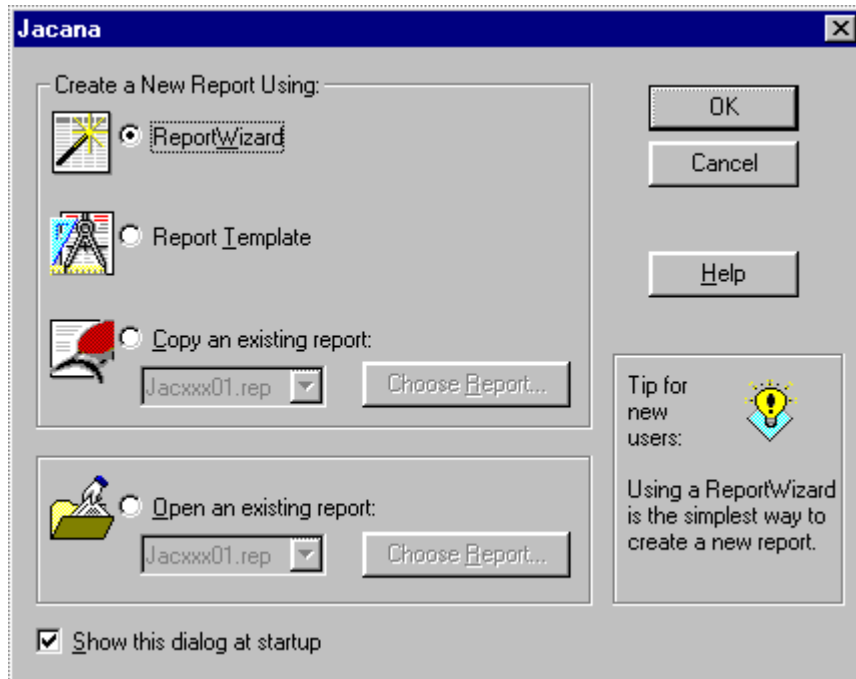 Jacana
Create a New Report Using:
ReportWizard
Report Template
Copy an existing report:
Jacxxx01.rep
Choose Report...
Open an existing report:
Jacxxx01.rep
Choose Report...
Show this dialog at startup
OK
Cancel
Help
Tip for
new
users:
Using a ReportWizard
is the simplest way to
create a new report.